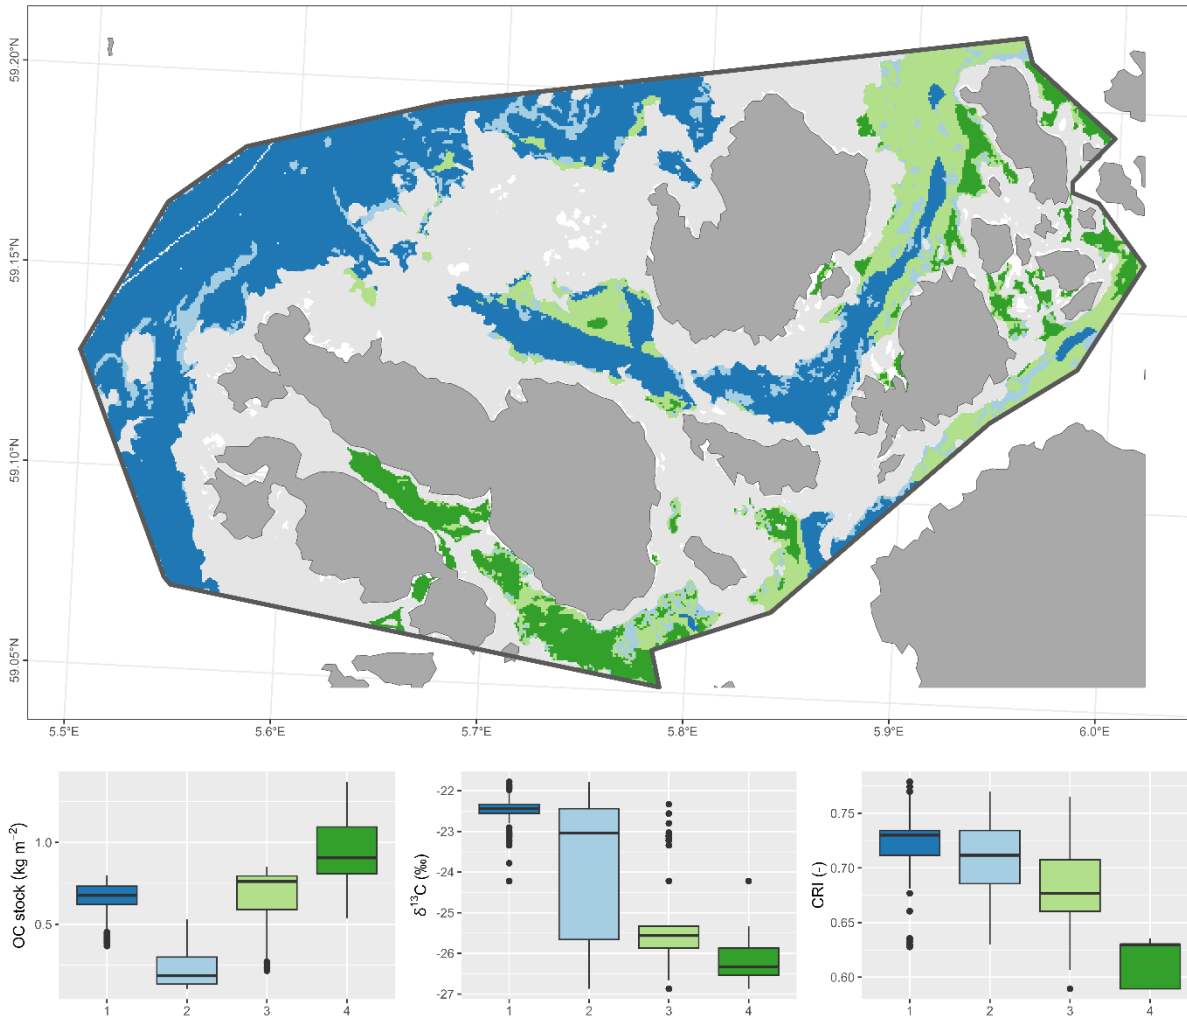 59.20°N
59.15°N
59.10°N
59.05°N
5.5°E 5.6°E 5.7°E 5.8°E 5.9°E 6.0°E
OC stock (kg m⁻²)
1.0
0.5
1 2 3 4
δ¹³C (‰)
-22
-23
-24
-25
-26
-27
1 2 3 4
CRI (-)
0.75
0.70
0.65
0.60
1 2 3 4